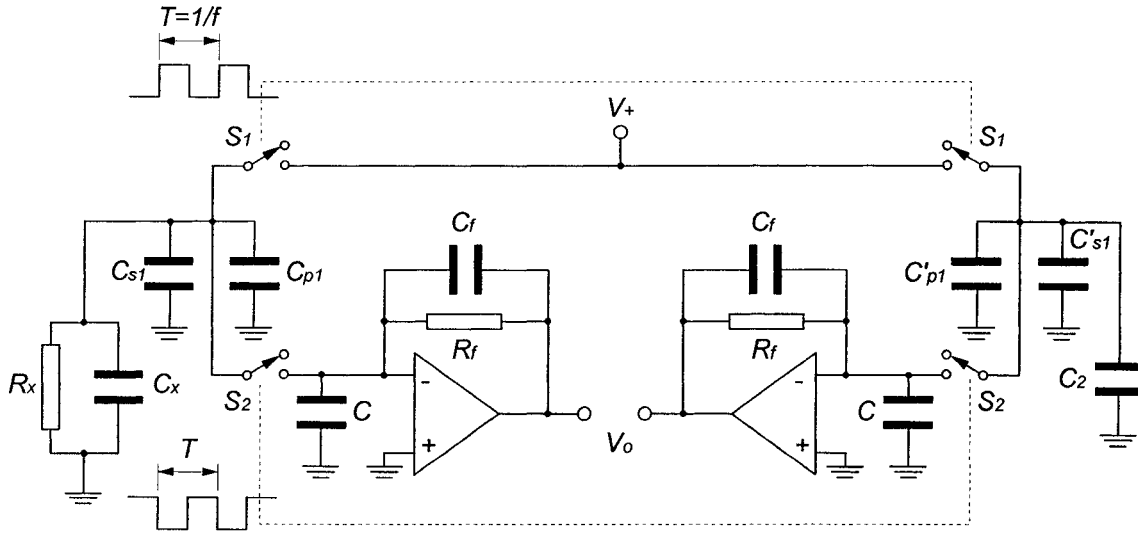 T=1/f
V+
S1
S1
Cf
Cf
C's1
Cs1
Cp1
C'p1
Rf
Rf
Rx
Cx
C2
S2
C
C
S2
-
-
+
+
Vo
T